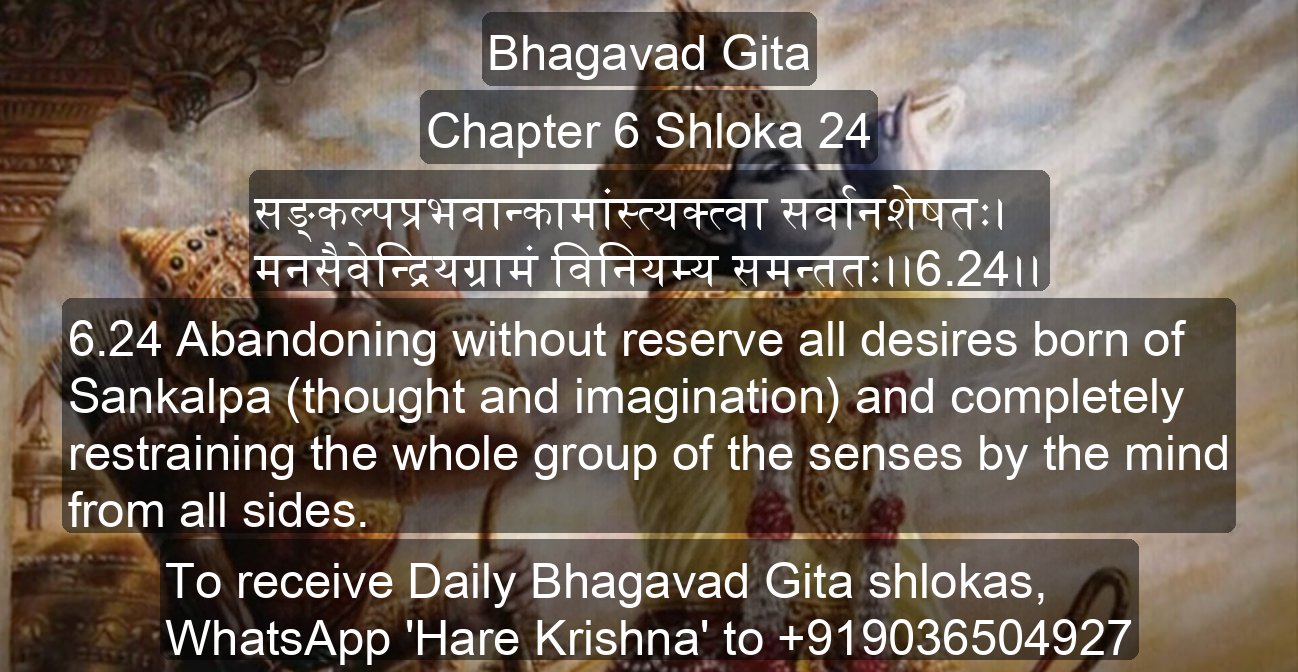 Bhagavad Gita
Chapter 6 Shloka 24
सङ्कल्पप्रभवान्कामांस्त्यक्त्वा सर्वानशेषतः।
मनसैवेन्द्रियग्रामं विनियम्य समन्ततः।।6.24।।
6.24 Abandoning without reserve all desires born of
Sankalpa (thought and imagination) and completely
restraining the whole group of the senses by the mind
from all sides.
To receive Daily Bhagavad Gita shlokas,
WhatsApp 'Hare Krishna' to +919036504927